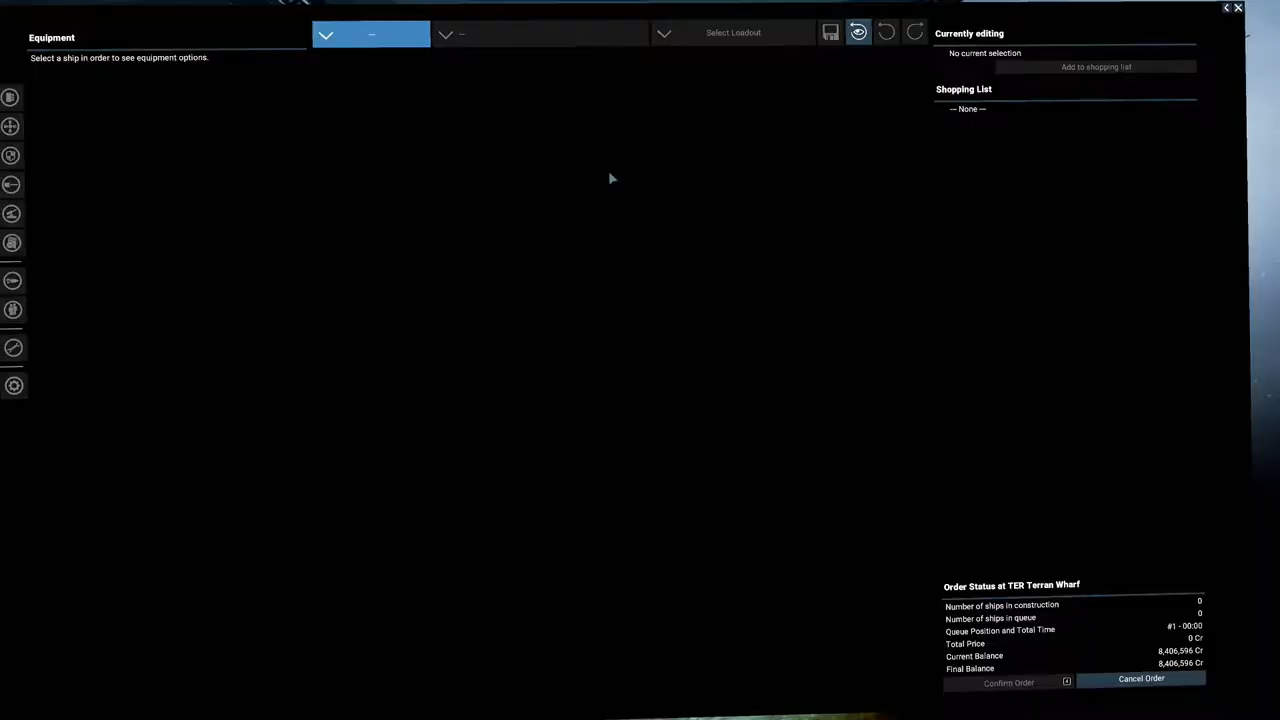 Equipment
Select a ship in order to see equipment options.
--
--
Select Loadout
Currently editing
No current selection
Add to shopping list
Shopping List
-- None --
Order Status at TER Terran Wharf
Number of ships in construction 0
Number of ships in queue 0
Queue Position and Total Time #1 - 00:00
Total Price 0 Cr
Current Balance 8,406,596 Cr
Final Balance 8,406,596 Cr
Confirm Order
Cancel Order